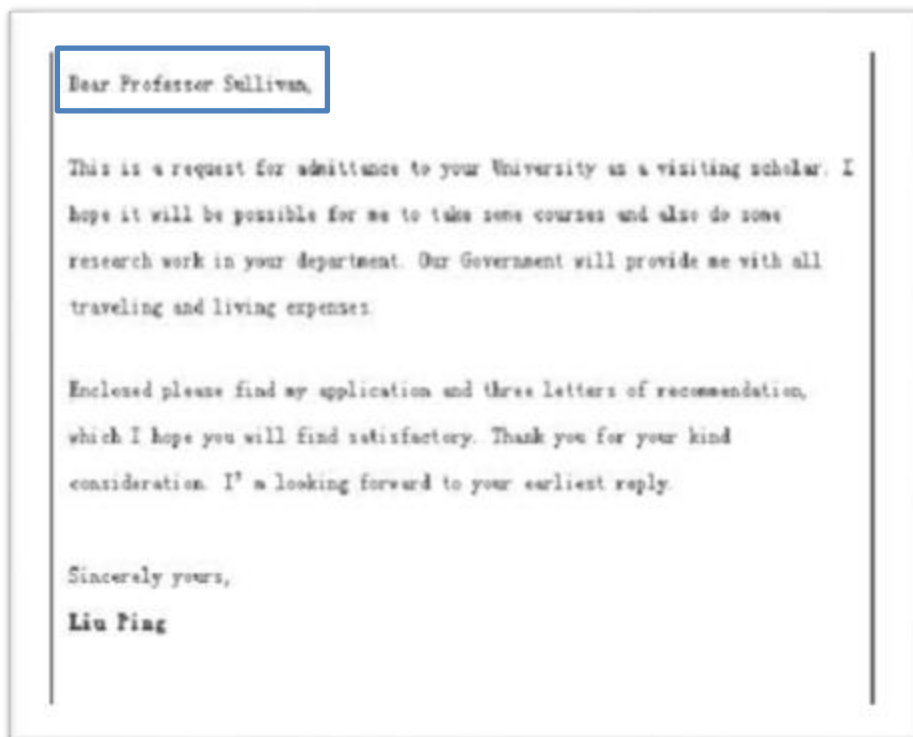 Dear Professor Sullivan,
This is a request for admittance to your University as a visiting scholar. I
hope it will be possible for me to take some courses and also do some
research work in your department. Our Government will provide me with all
traveling and living expenses.
Enclosed please find my application and three letters of recommendation,
which I hope you will find satisfactory. Thank you for your kind
consideration. I'm looking forward to your earliest reply.
Sincerely yours,
Liu Ping